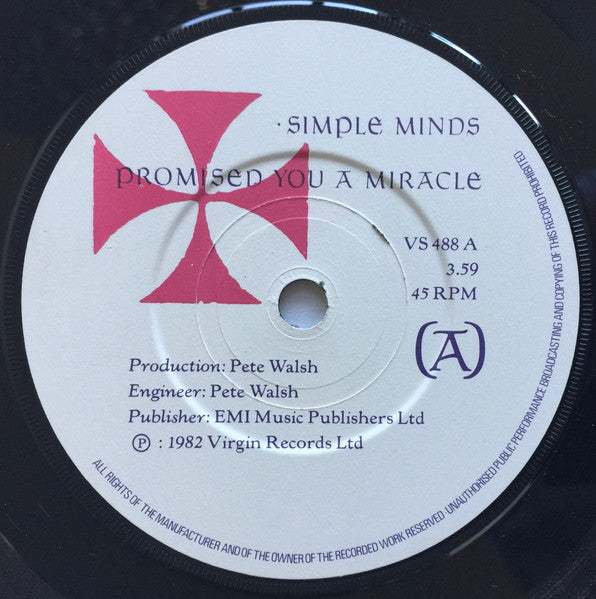 · SIMPLE MINDS
PROMISED YOU A MIRACLE
VS 488 A
3.59
45 RPM
(A)
Production: Pete Walsh
Engineer: Pete Walsh
Publisher: EMI Music Publishers Ltd
Ⓟ : 1982 Virgin Records Ltd
ALL RIGHTS OF THE MANUFACTURER AND OF THE OWNER OF THE RECORDED WORK RESERVED · UNAUTHORISED PUBLIC PERFORMANCE BROADCASTING AND COPYING OF THIS RECORD PROHIBITED